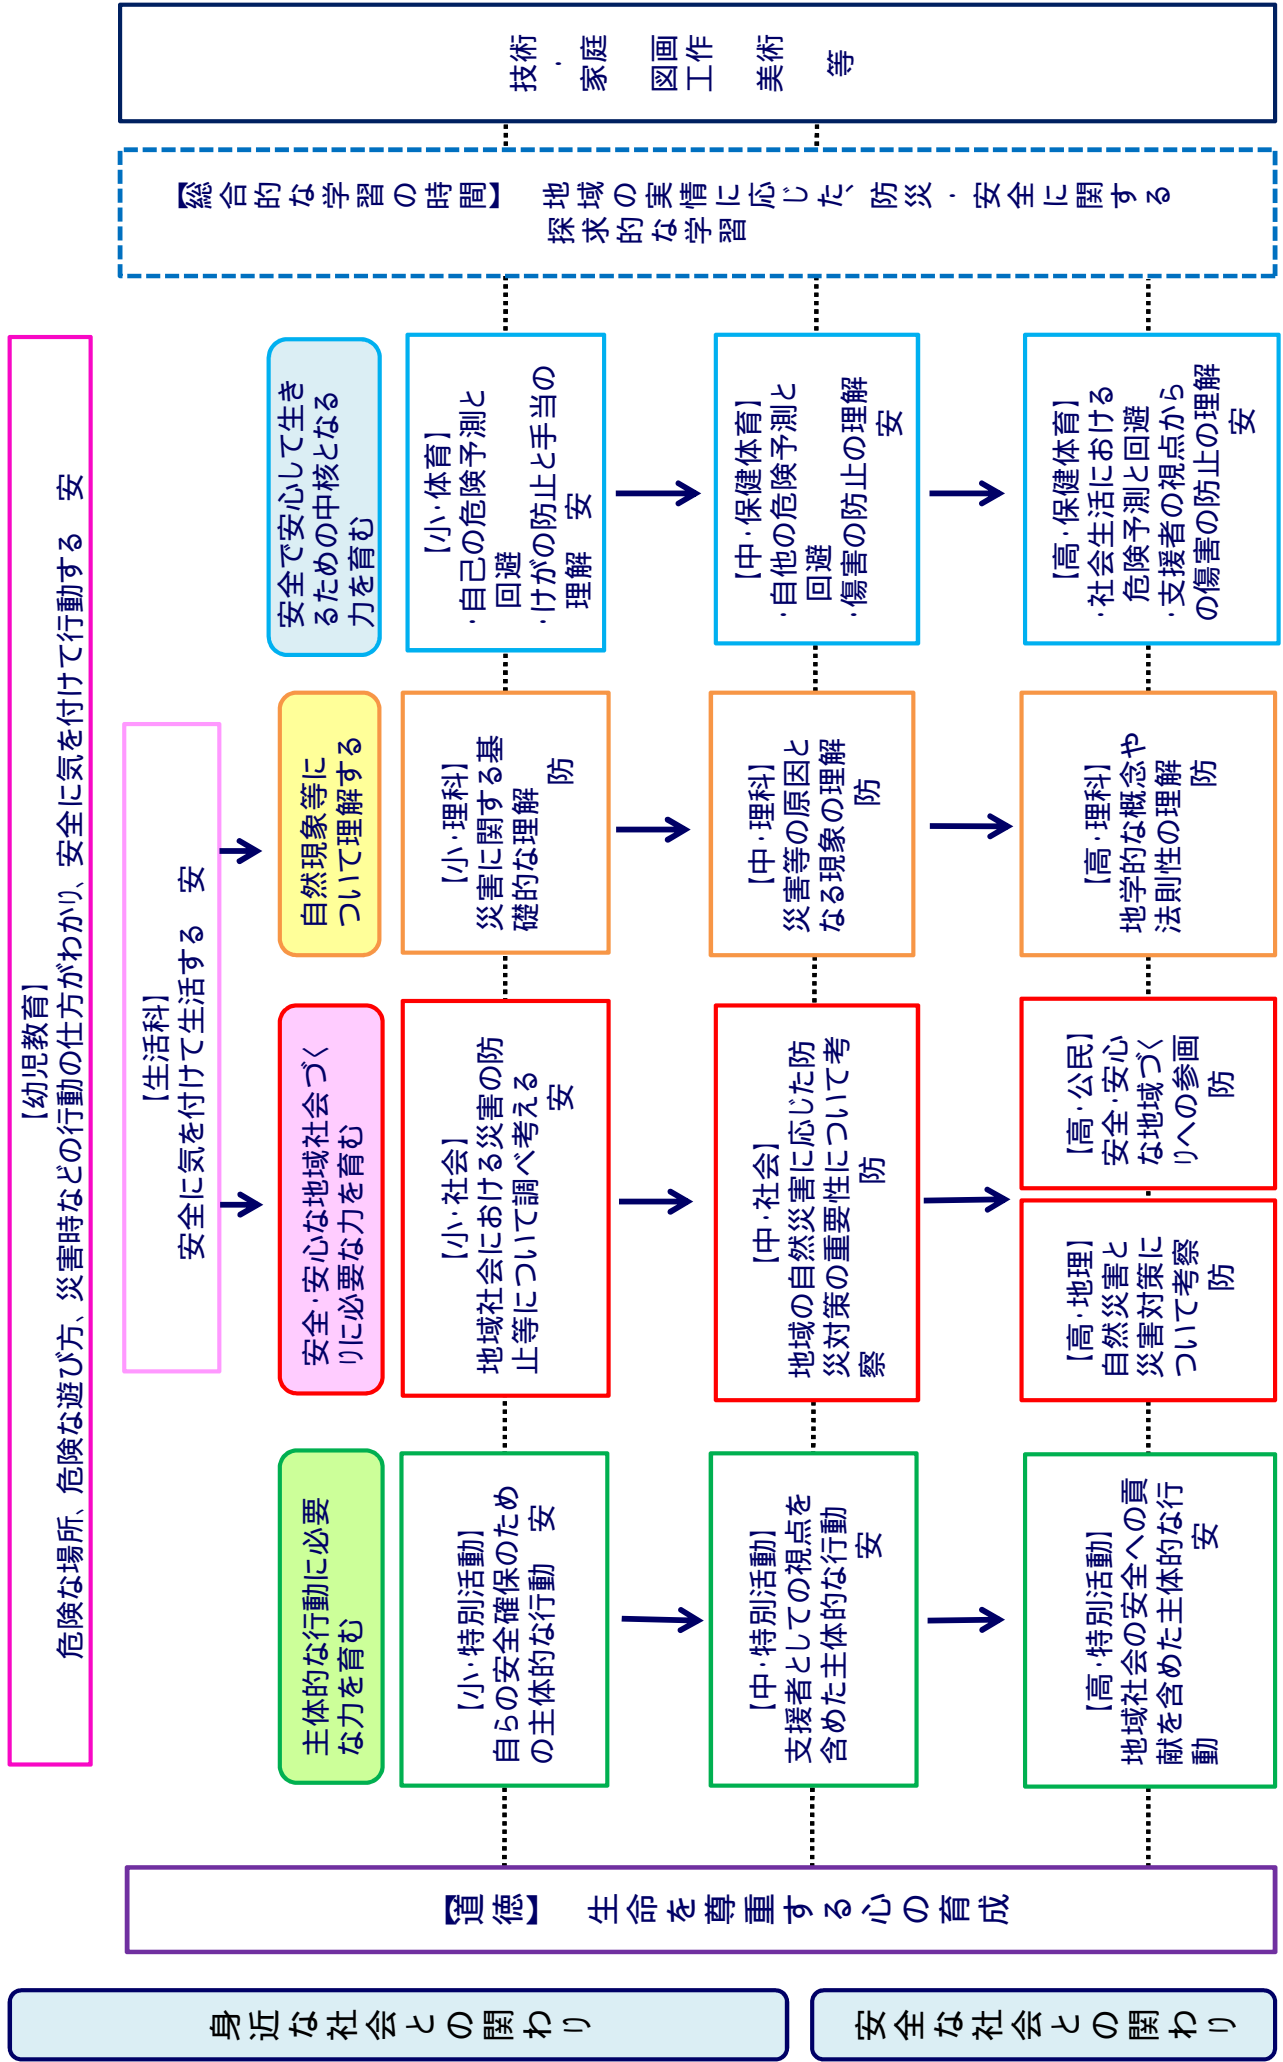 【幼児教育】
危険な場所、危険な遊び方、災害時などの行動の仕方がわかり、安全に気を付けて行動する　安
【生活科】
安全に気を付けて生活する　安
主体的な行動に必要
な力を育む
安全・安心な地域社会づく
りに必要な力を育む
自然現象等に
ついて理解する
安全で安心して生き
るための中核となる
力を育む
【小・特別活動】
自らの安全確保のため
の主体的な行動　安
【小・社会】
地域社会における災害の防
止等について調べ考える
安
【小・理科】
災害に関する基
礎的な理解
防
【小・体育】
・自己の危険予測と
回避
・けがの防止と手当の
理解　安
【中・特別活動】
支援者としての視点を
含めた主体的な行動
安
【中・社会】
地域の自然災害に応じた防
災対策の重要性について考
察　防
【中・理科】
災害等の原因と
なる現象の理解
防
【中・保健体育】
・自他の危険予測と
回避
・傷害の防止の理解
安
【高・特別活動】
地域社会の安全への貢
献を含めた主体的な行
動　安
【高・地理】
自然災害と
災害対策に
ついて考察
防
【高・公民】
安全・安心
な地域づく
りへの参画
防
【高・理科】
地学的な概念や
法則性の理解
防
【高・保健体育】
・社会生活における
危険予測と回避
・支援者の視点から
の傷害の防止の理解
安
【道徳】　生命を尊重する心の育成
【総合的な学習の時間】　地域の実情に応じた、防災・安全に関する
探求的な学習
技術・家庭　図画工作　美術　等
身近な社会との関わり
安全な社会との関わり